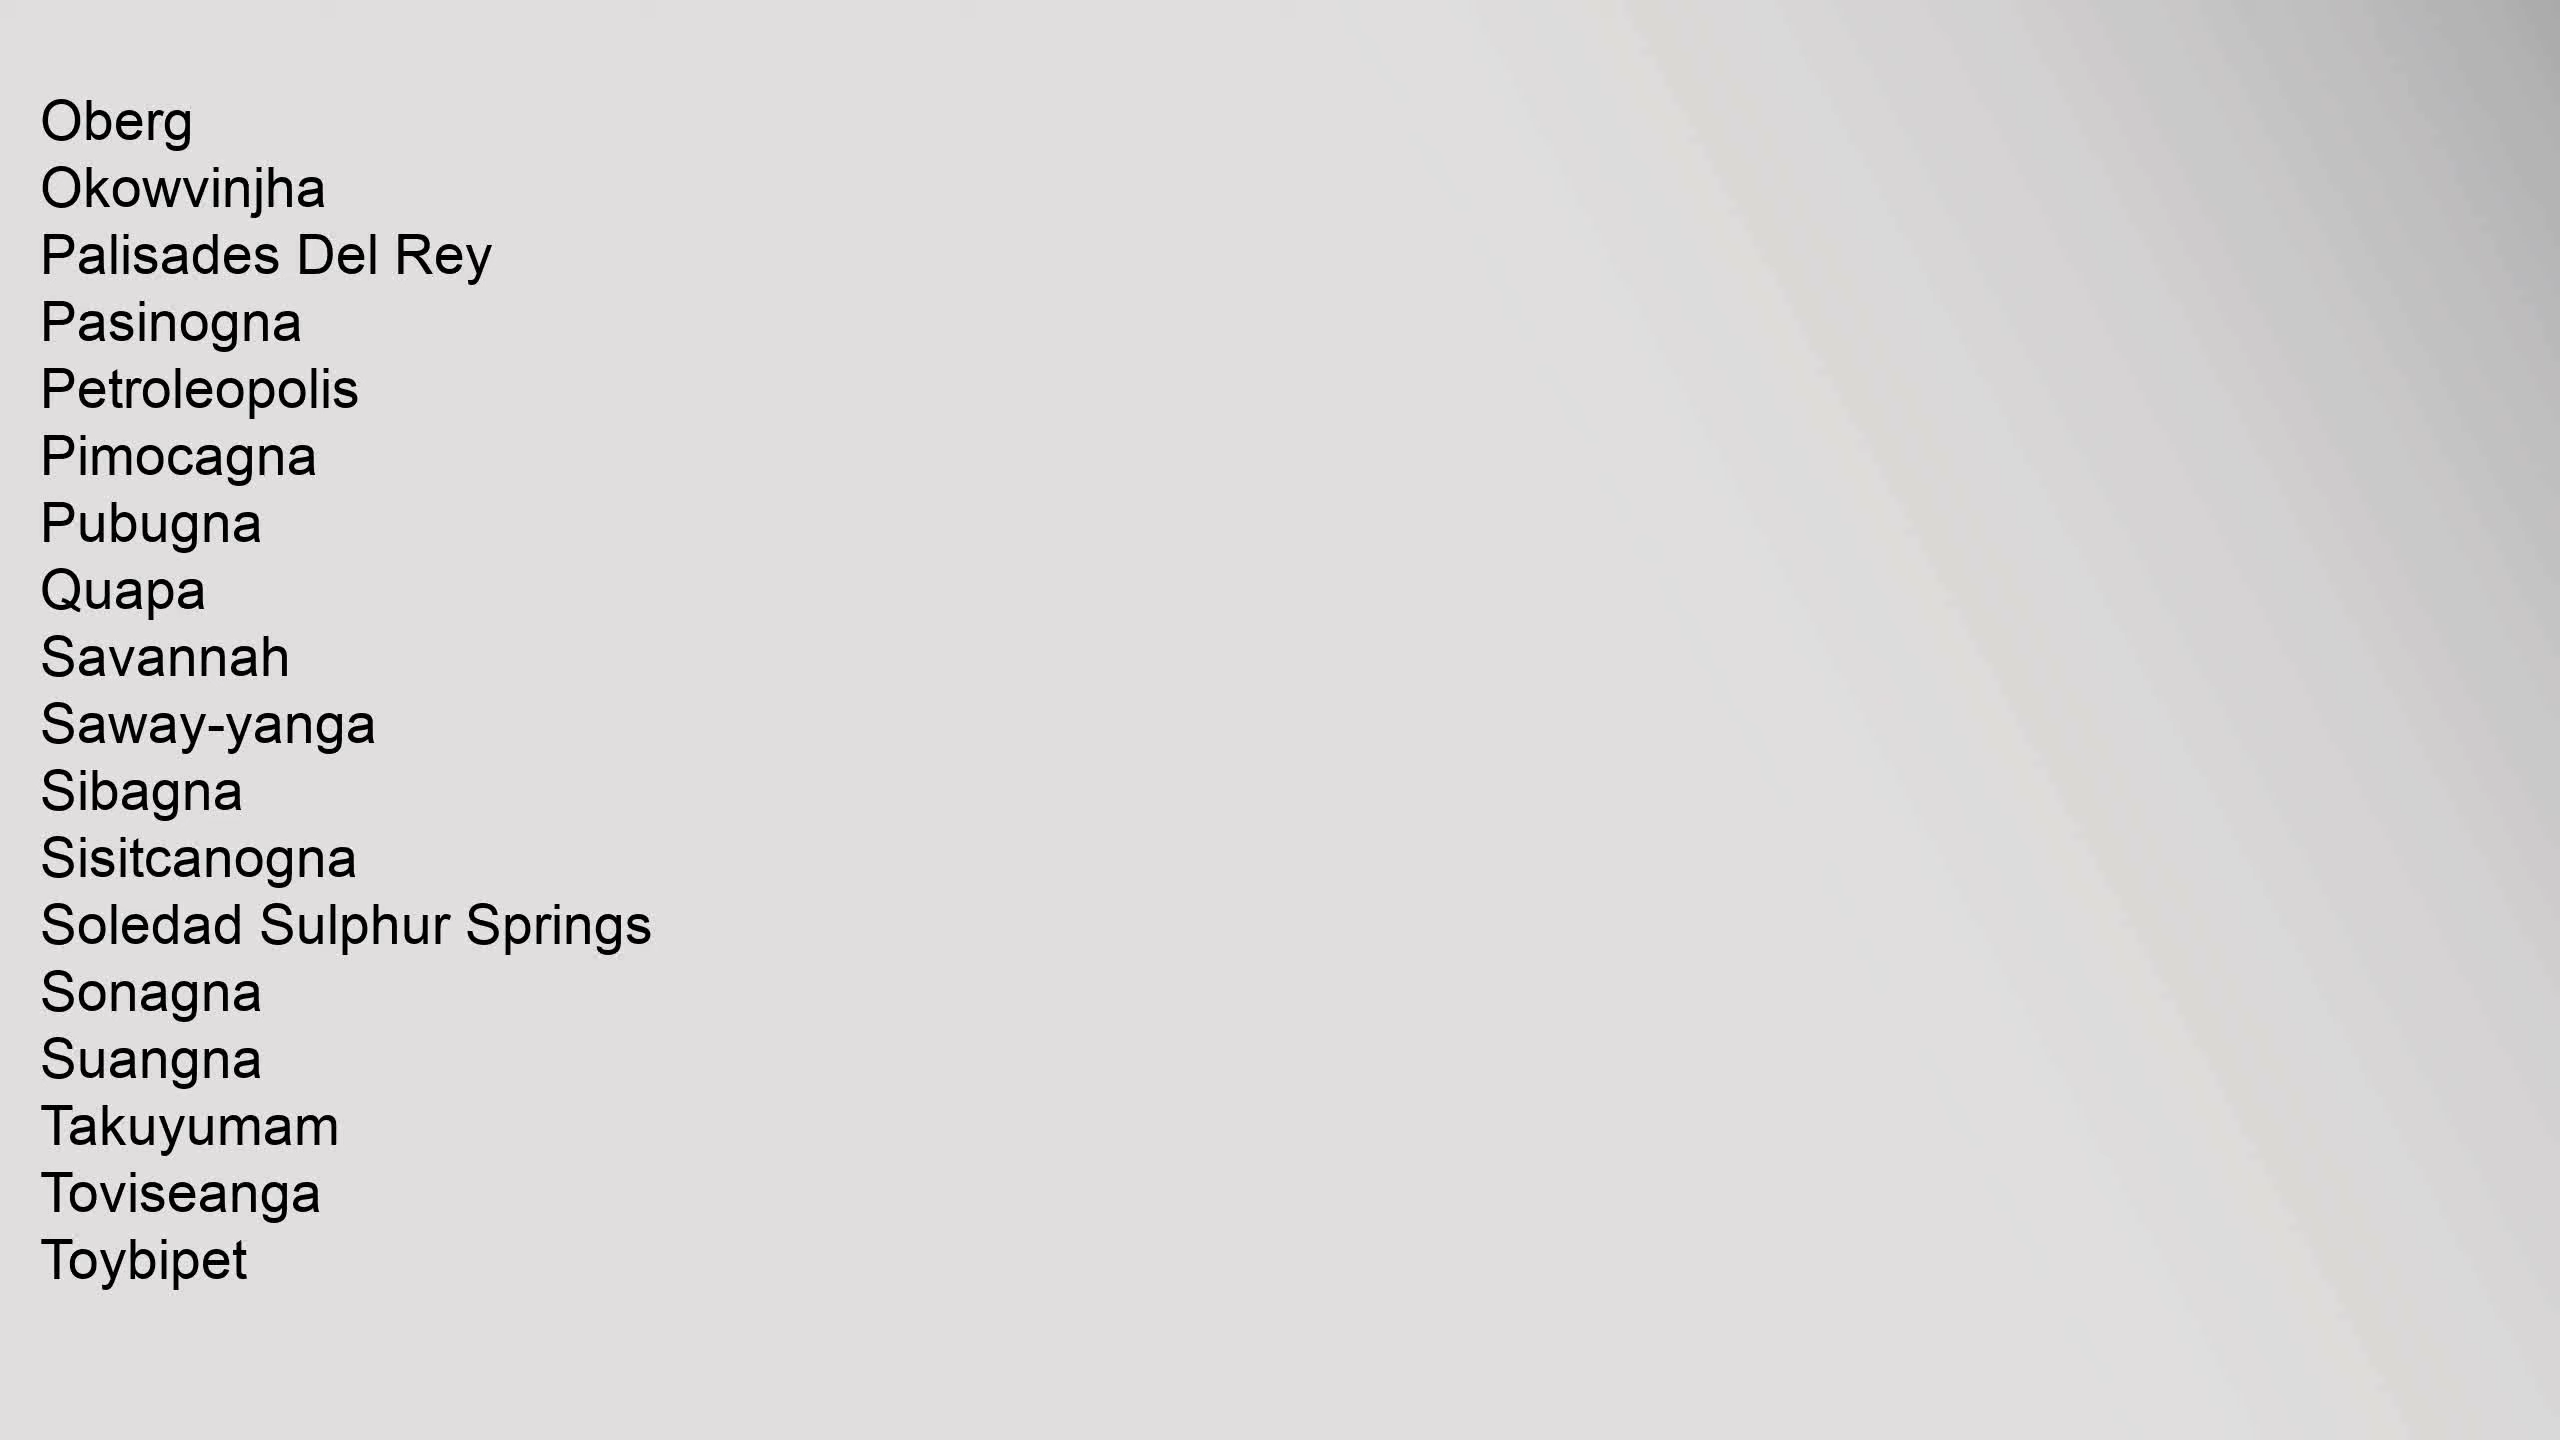 Oberg
Okowvinjha
Palisades Del Rey
Pasinogna
Petroleopolis
Pimocagna
Pubugna
Quapa
Savannah
Saway-yanga
Sibagna
Sisitcanogna
Soledad Sulphur Springs
Sonagna
Suangna
Takuyumam
Toviseanga
Toybipet